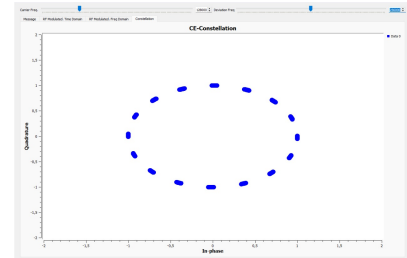 Carrier Freq.
Deviation Freq.
Message
RF Modulated: Time Domain
RF Modulated: Freq Domain
Constellation
CE-Constellation
Data 0
Quadrature
2
1,5
1
0,5
0
-0,5
-1
-1,5
-2
-2
-1,5
-1
-0,5
0
0,5
1
1,5
2
In-phase